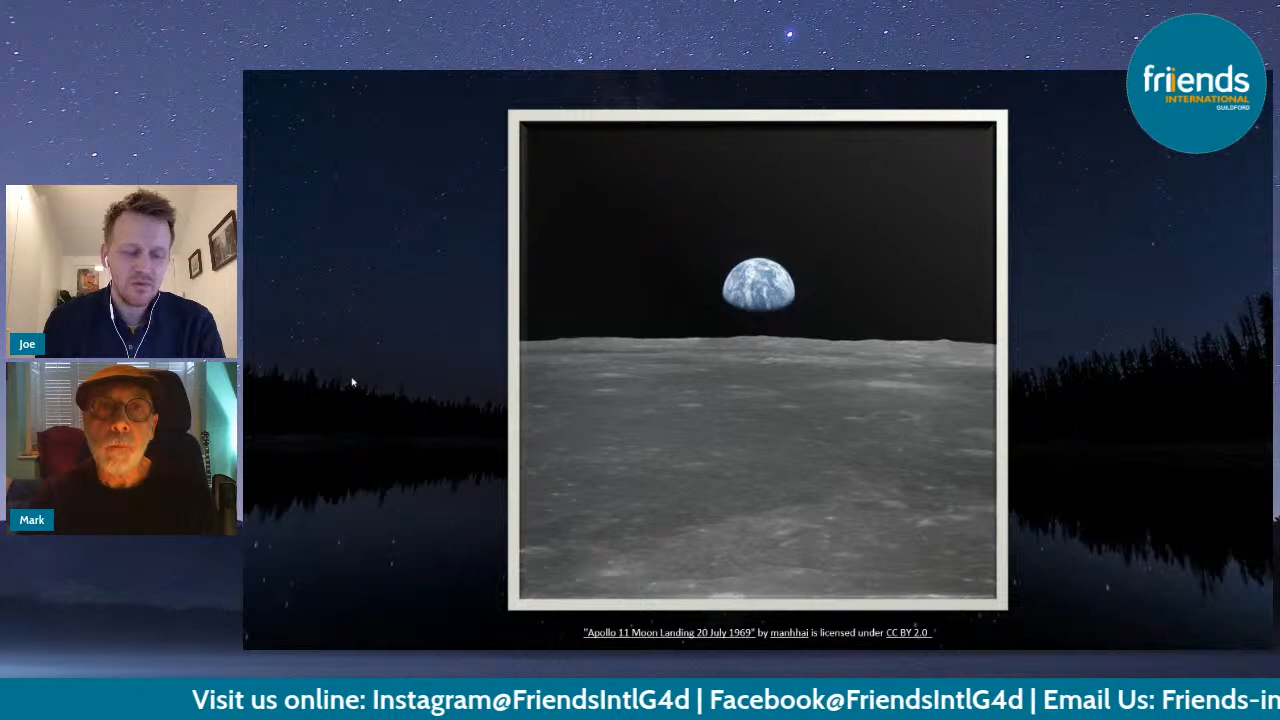 friends
INTERNATIONAL
GUILDFORD
Joe
Mark
"Apollo 11 Moon Landing 20 July 1969" by manhhai is licensed under CC BY 2.0
Visit us online: Instagram@FriendsIntlG4d | Facebook@FriendsIntlG4d | Email Us: Friends-in